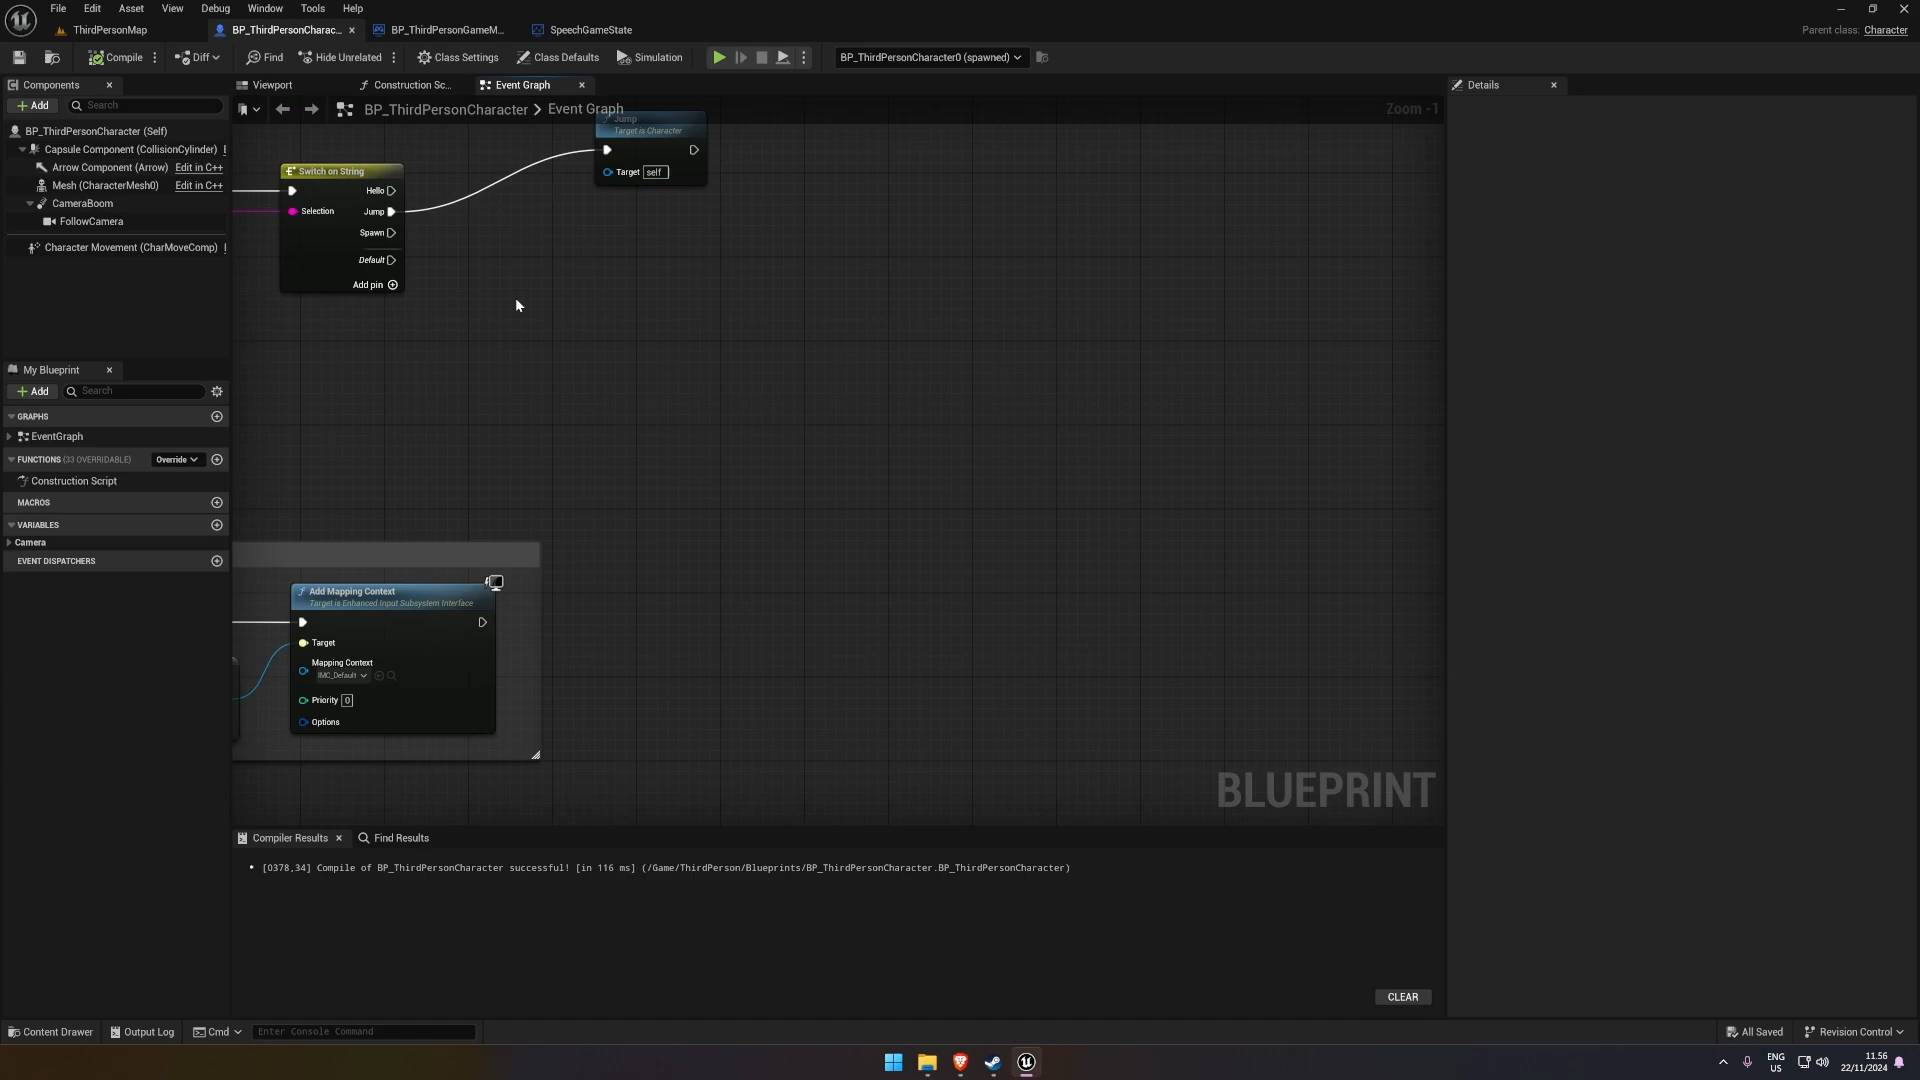 File Edit Asset View Debug Window Tools Help
ThirdPersonMap
BP_ThirdPersonCharac...
BP_ThirdPersonGameM...
SpeechGameState
Parent class: Character
Compile
Diff
Find
Hide Unrelated
Class Settings
Class Defaults
Simulation
BP_ThirdPersonCharacter0 (spawned)
Components
Viewport
Construction Sc...
Event Graph
Details
Add
Search
BP_ThirdPersonCharacter > Event Graph
Zoom -1
BP_ThirdPersonCharacter (Self)
Capsule Component (CollisionCylinder)
Arrow Component (Arrow) Edit in C++
Mesh (CharacterMesh0) Edit in C++
CameraBoom
FollowCamera
Character Movement (CharMoveComp)
Jump
Target is Character
Target self
Switch on String
Hello
Selection Jump
Spawn
Default
Add pin
My Blueprint
Add
Search
GRAPHS
EventGraph
FUNCTIONS (33 OVERRIDABLE) Override
Construction Script
MACROS
VARIABLES
Camera
EVENT DISPATCHERS
Add Mapping Context
Target is Enhanced Input Subsystem Interface
Target
Mapping Context
IMC_Default
Priority 0
Options
BLUEPRINT
Compiler Results
Find Results
[0378,34] Compile of BP_ThirdPersonCharacter successful! [in 116 ms] (/Game/ThirdPerson/Blueprints/BP_ThirdPersonCharacter.BP_ThirdPersonCharacter)
CLEAR
Content Drawer
Output Log
Cmd
Enter Console Command
All Saved
Revision Control
ENG
US
11.56
22/11/2024